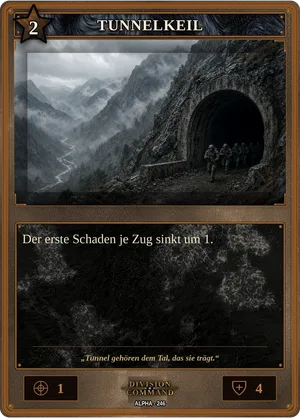 2
TUNNELKEIL
Der erste Schaden je Zug sinkt um 1.
„Tunnel gehören dem Tal, das sie trägt.“
1
DIVISION
COMMAND
ALPHA · 246
4